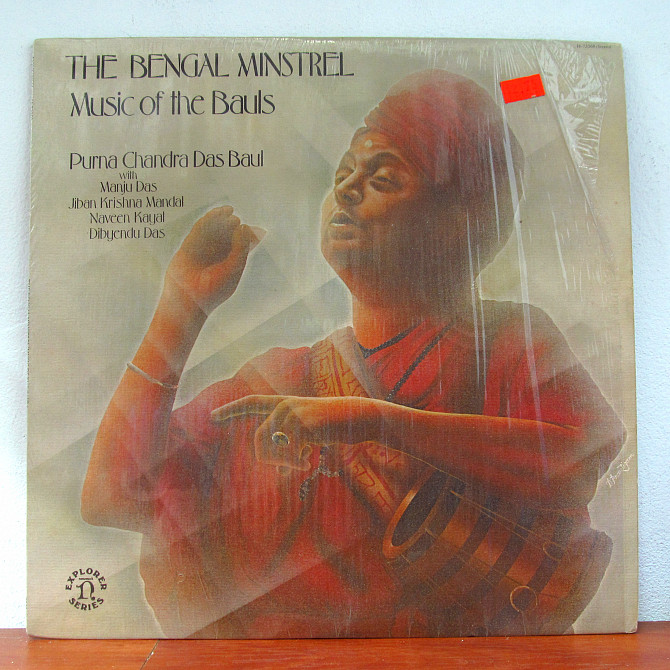 THE BENGAL MINSTREL
Music of the Bauls
Purna Chandra Das Baul
with
Manju Das
Jiban Krishna Mandal
Naveen Kayal
Dibyendu Das
EXPLORER
n.
SERIES